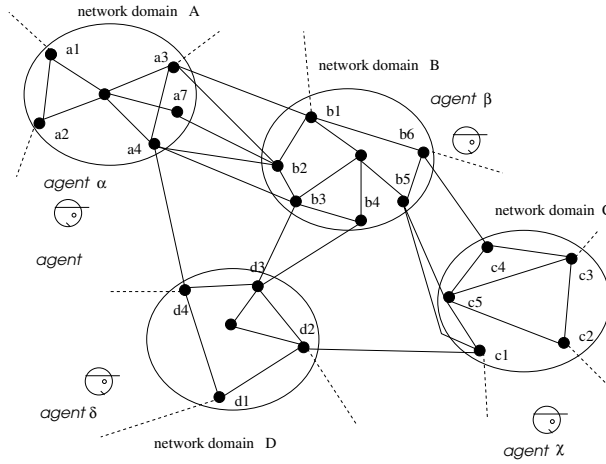 network domain A
a1
a3
network domain B
a7
agent β
b1
a2
b6
a4
b2
b5
agent α
b3
b4
network domain C
agent
d3
c4
c3
d4
c5
d2
c2
c1
agent δ
d1
network domain D
agent χ